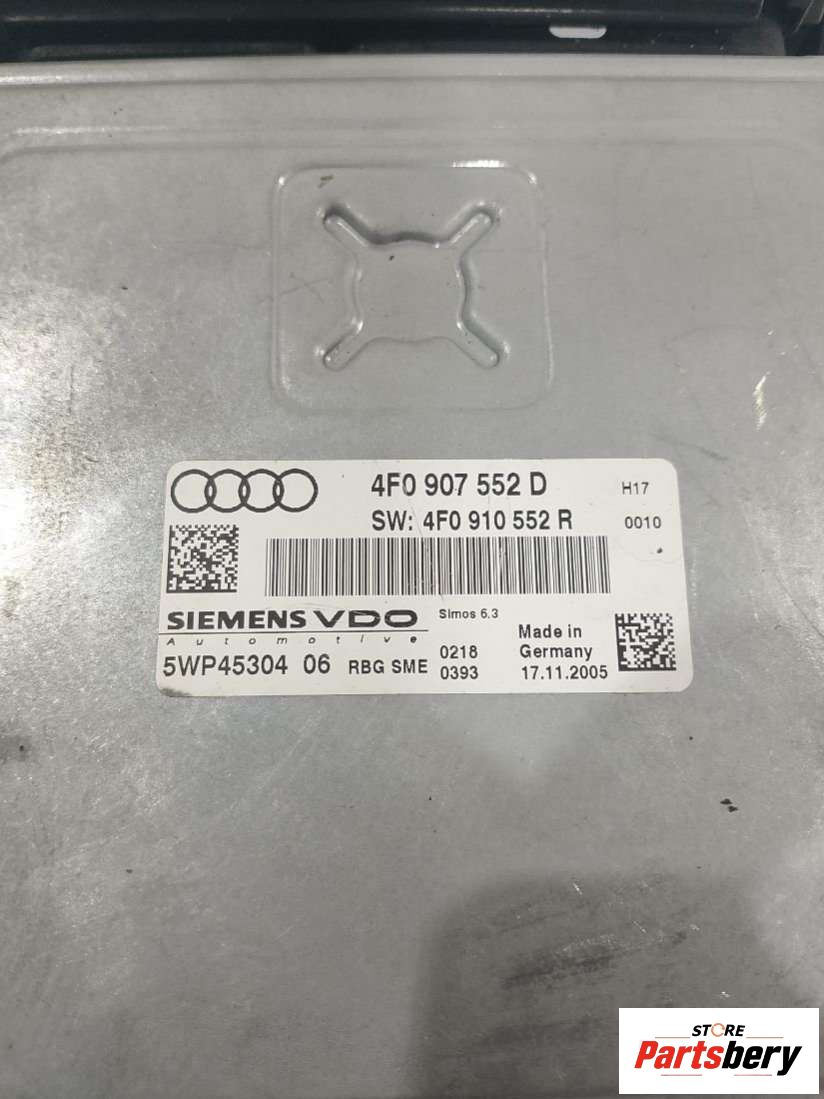 4F0 907 552 D H17
SW: 4F0 910 552 R 0010
SIEMENS VDO Simos 6.3
Automotive
5WP45304 06 RBG SME
0218
0393
Made in
Germany
17.11.2005
STORE
Partsbery